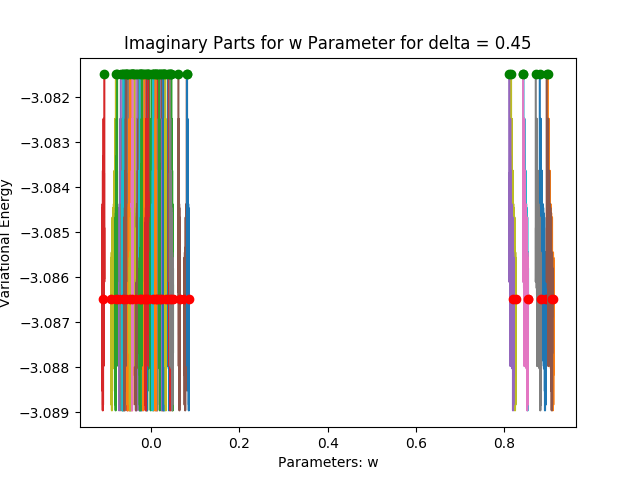 Imaginary Parts for w Parameter for delta = 0.45
Variational Energy
−3.082
−3.083
−3.084
−3.085
−3.086
−3.087
−3.088
−3.089
0.0 0.2 0.4 0.6 0.8
Parameters: w